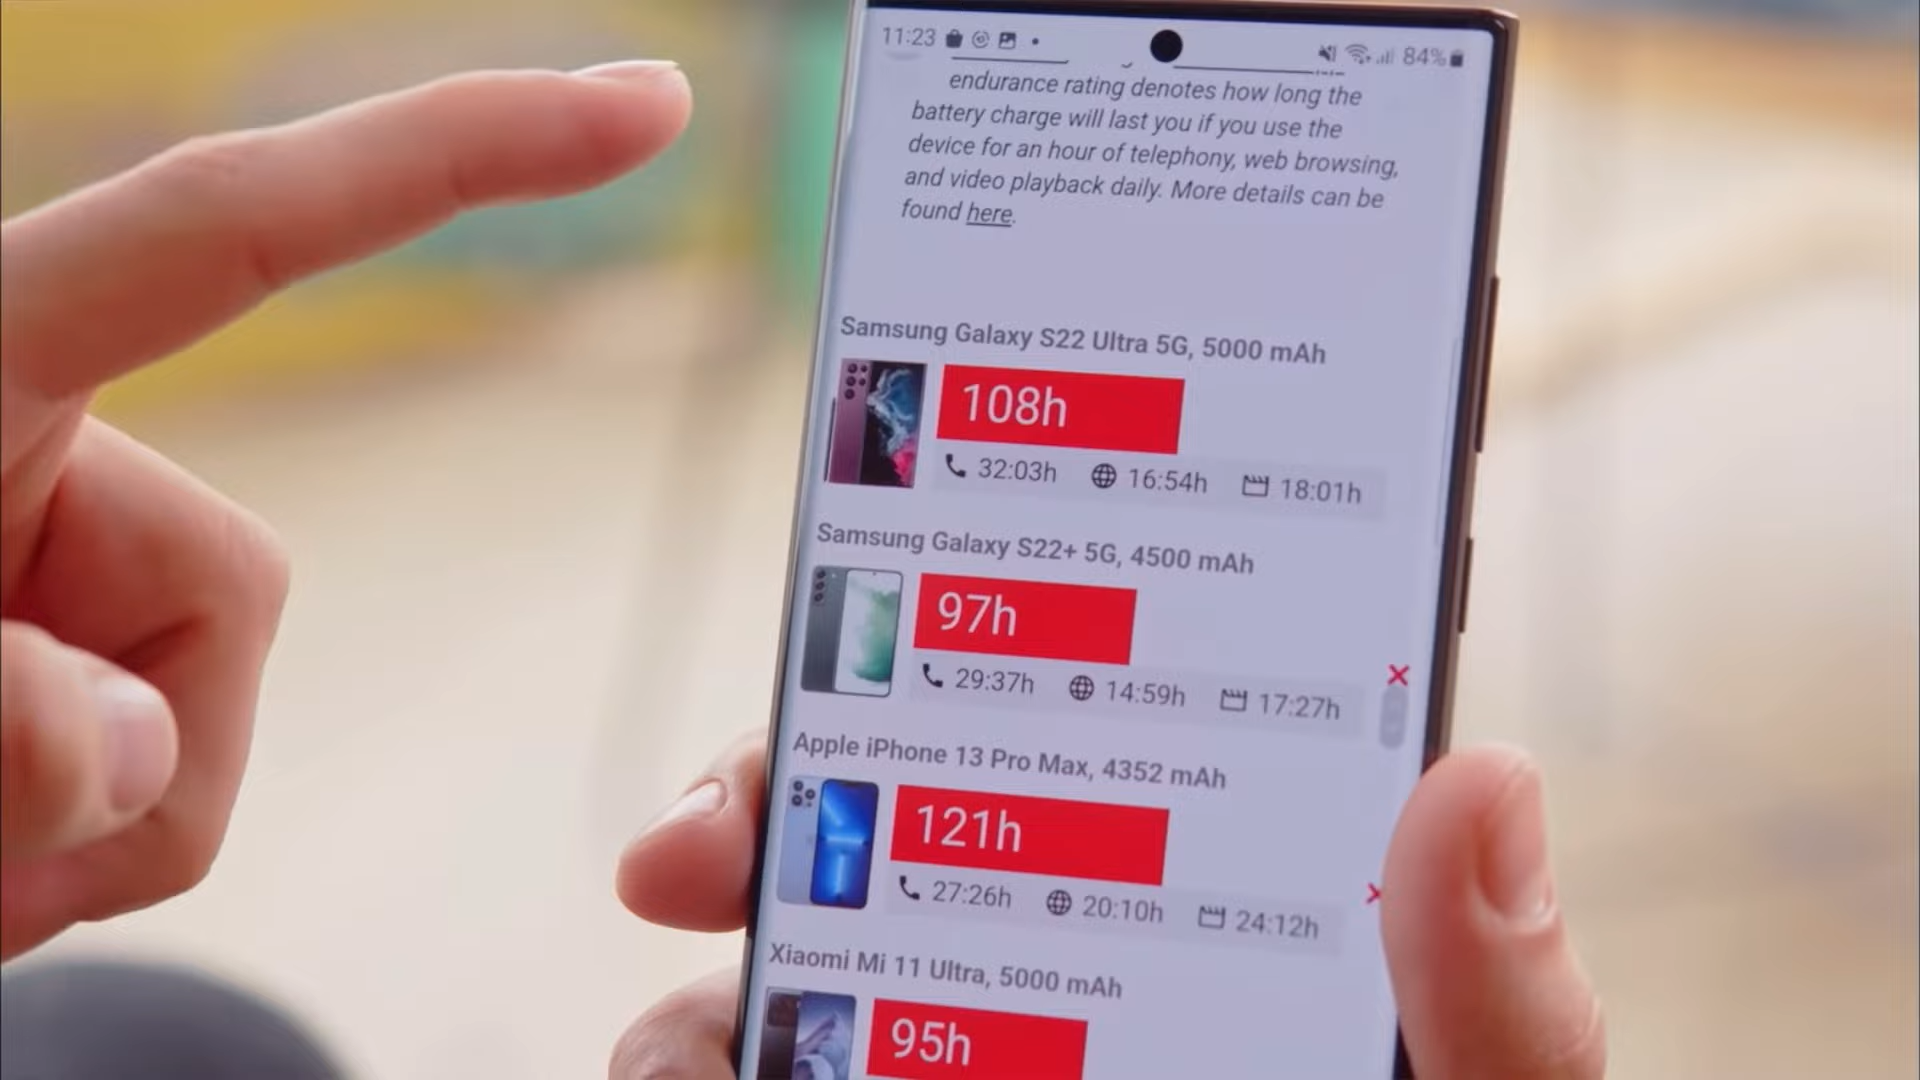 11:23
84%
endurance rating denotes how long the
battery charge will last you if you use the
device for an hour of telephony, web browsing,
and video playback daily. More details can be
found here.
Samsung Galaxy S22 Ultra 5G, 5000 mAh
108h
32:03h 16:54h 18:01h
Samsung Galaxy S22+ 5G, 4500 mAh
97h
29:37h 14:59h 17:27h
Apple iPhone 13 Pro Max, 4352 mAh
121h
27:26h 20:10h 24:12h
Xiaomi Mi 11 Ultra, 5000 mAh
95h